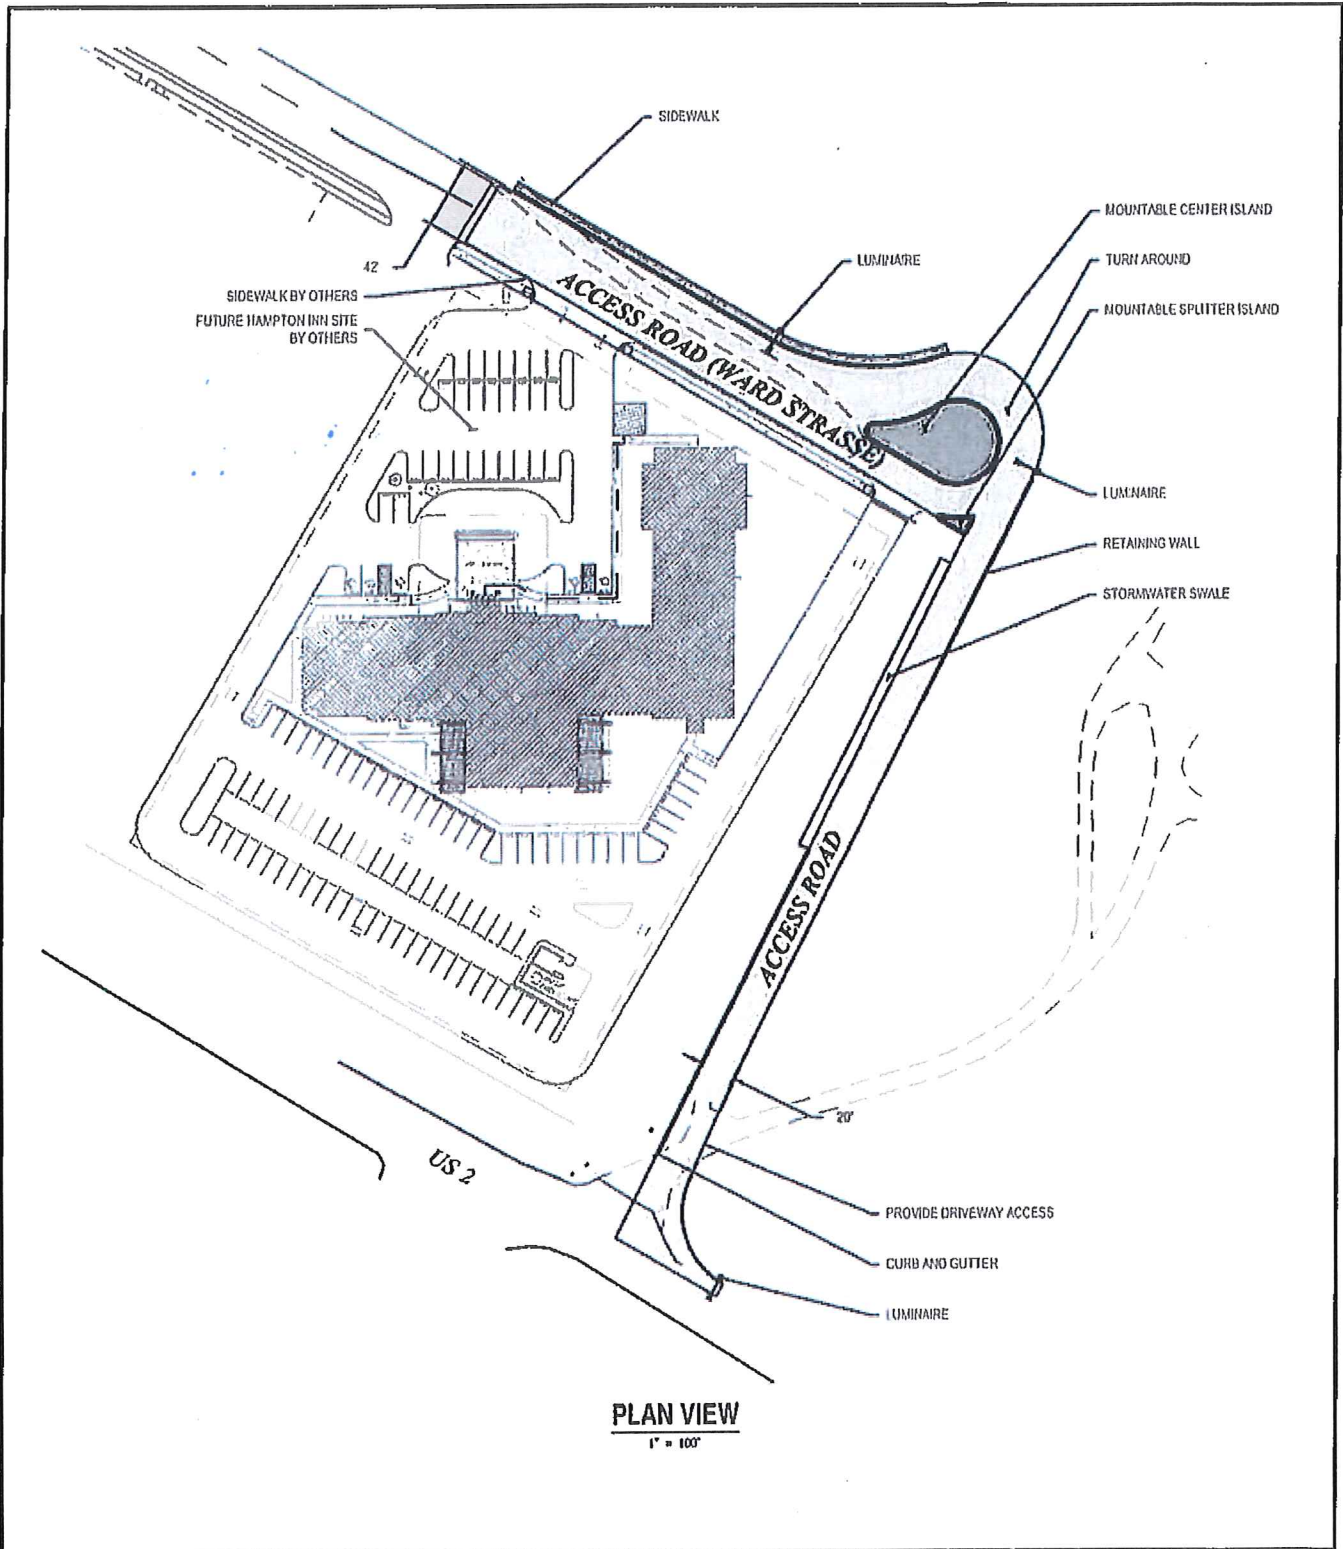 SIDEWALK
MOUNTABLE CENTER ISLAND
LUMINAIRE
TURN AROUND
42
SIDEWALK BY OTHERS
MOUNTABLE SPLITTER ISLAND
FUTURE HAMPTON INN SITE
BY OTHERS
ACCESS ROAD (WARD STRASSE)
LUMINAIRE
RETAINING WALL
STORMWATER SWALE
ACCESS ROAD
20'
US 2
PROVIDE DRIVEWAY ACCESS
CURB AND GUTTER
LUMINAIRE
PLAN VIEW
1" = 100'